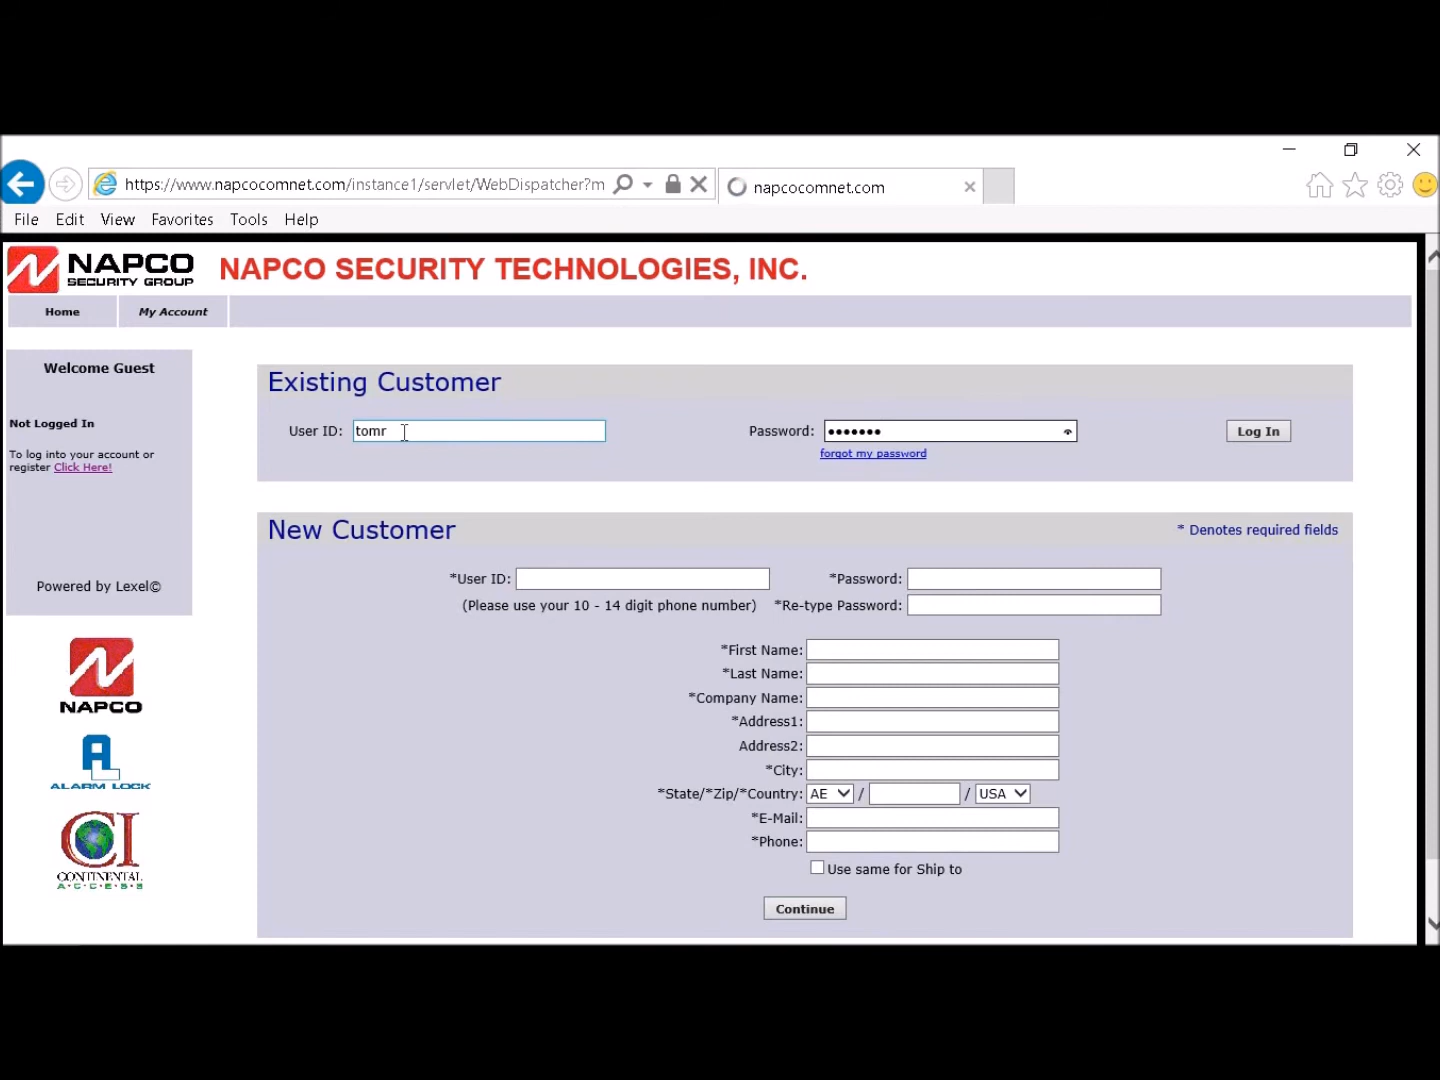 https://www.napcocomnet.com/instance1/servlet/WebDispatcher?m
napcocomnet.com
File Edit View Favorites Tools Help
NAPCO
SECURITY GROUP
NAPCO SECURITY TECHNOLOGIES, INC.
Home My Account
Welcome Guest
Not Logged In
To log into your account or
register Click Here!
Powered by Lexel©
NAPCO
ALARM LOCK
CI
CONTINENTAL
A·C·C·E·S·S
Existing Customer
User ID: tomr Password: ••••••• Log In
forgot my password
New Customer * Denotes required fields
*User ID: *Password:
(Please use your 10 - 14 digit phone number) *Re-type Password:
*First Name:
*Last Name:
*Company Name:
*Address1:
Address2:
*City:
*State/*Zip/*Country: AE / / USA
*E-Mail:
*Phone:
Use same for Ship to
Continue